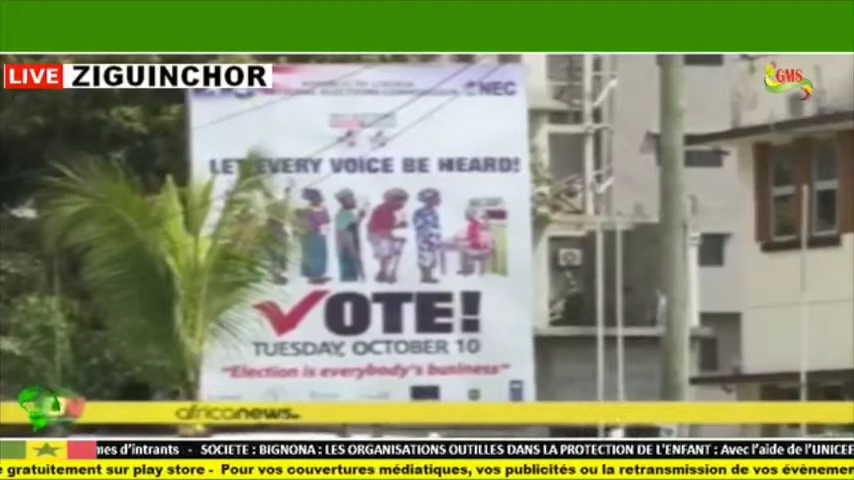 LIVE ZIGUINCHOR
GMS
NEC
LET EVERY VOICE BE HEARD!
VOTE!
TUESDAY, OCTOBER 10
"Election is everybody's business"
africanews.
mes d'intrants - SOCIETE : BIGNONA : LES ORGANISATIONS OUTILLES DANS LA PROTECTION DE L'ENFANT : Avec l'aide de l'UNICEF
é gratuitement sur play store - Pour vos couvertures médiatiques, vos publicités ou la retransmission de vos évènemen